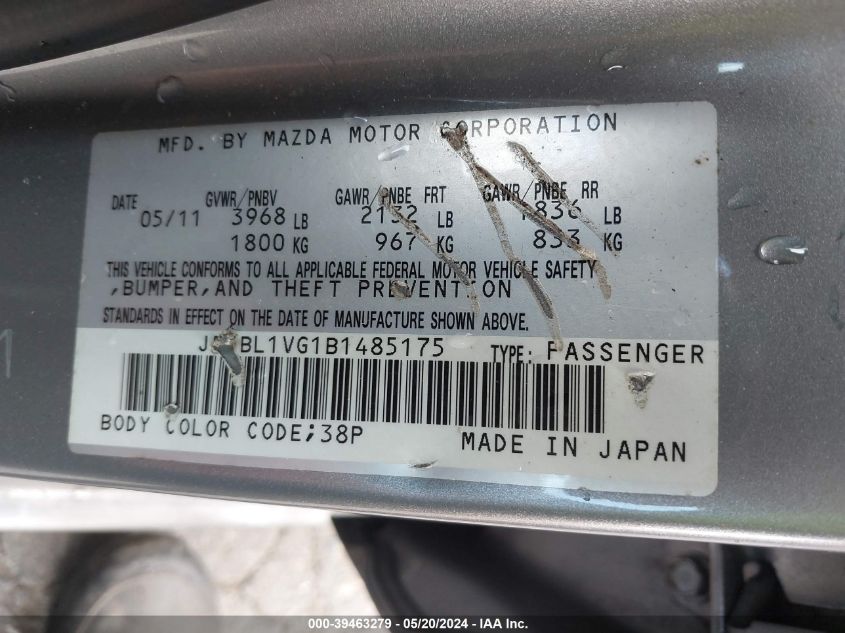 MFD. BY MAZDA MOTOR CORPORATION
DATE GVWR/PNBV GAWR/PNBE FRT GAWR/PNBE RR
05/11 3968 LB 2132 LB 1836 LB
1800 KG 967 KG 833 KG
THIS VEHICLE CONFORMS TO ALL APPLICABLE FEDERAL MOTOR VEHICLE SAFETY
,BUMPER,AND THEFT PREVENTION
STANDARDS IN EFFECT ON THE DATE OF MANUFACTURE SHOWN ABOVE.
TYPE: PASSENGER
BODY COLOR CODE;38P MADE IN JAPAN
000-39463279 - 05/20/2024 - IAA Inc.